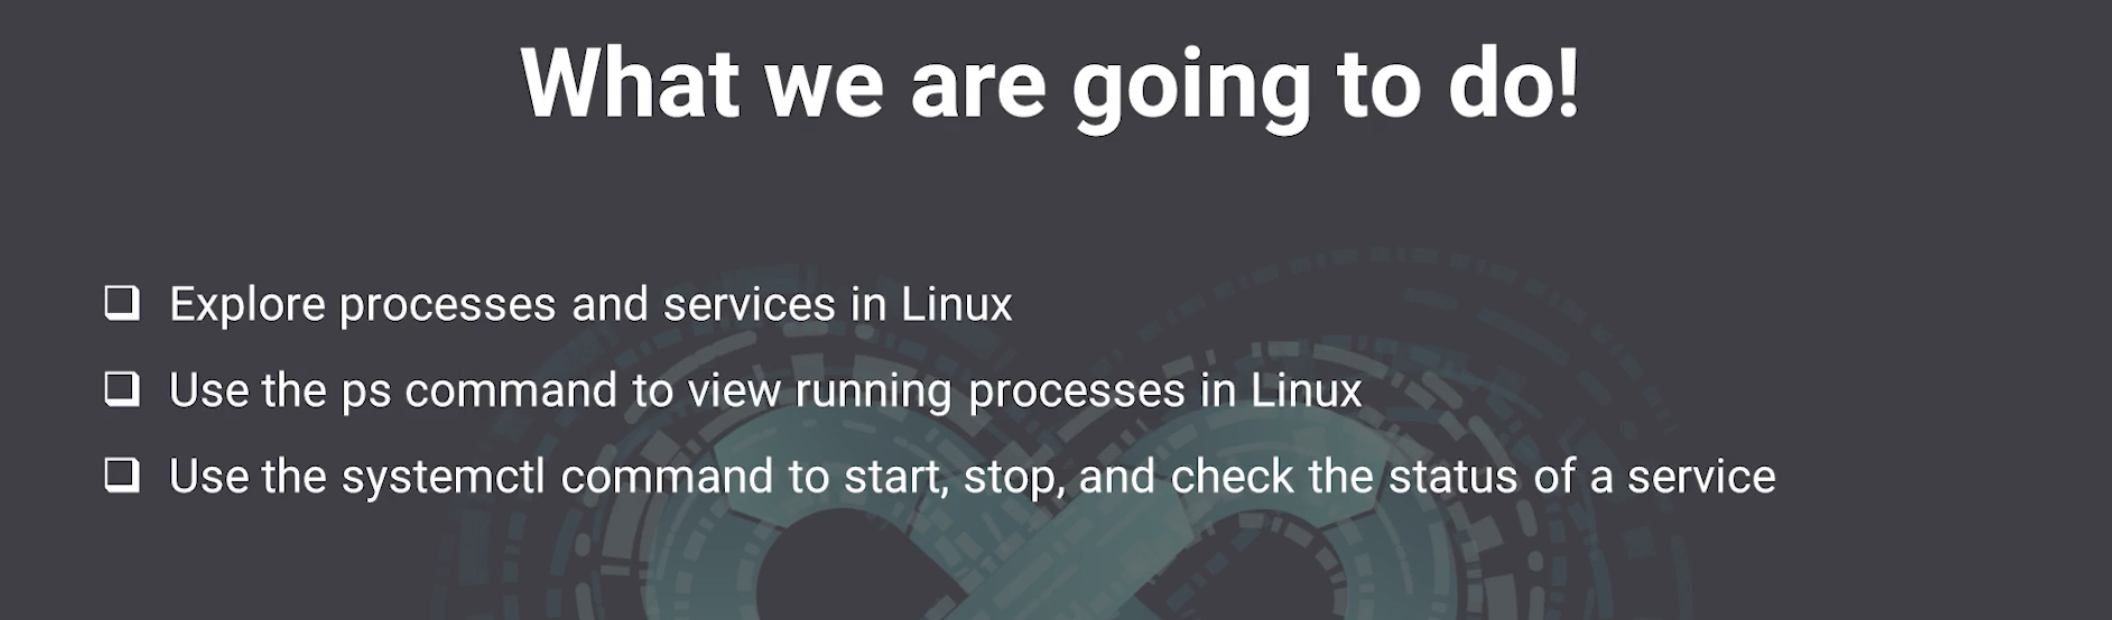 What we are going to do!
Explore processes and services in Linux
Use the ps command to view running processes in Linux
Use the systemctl command to start, stop, and check the status of a service